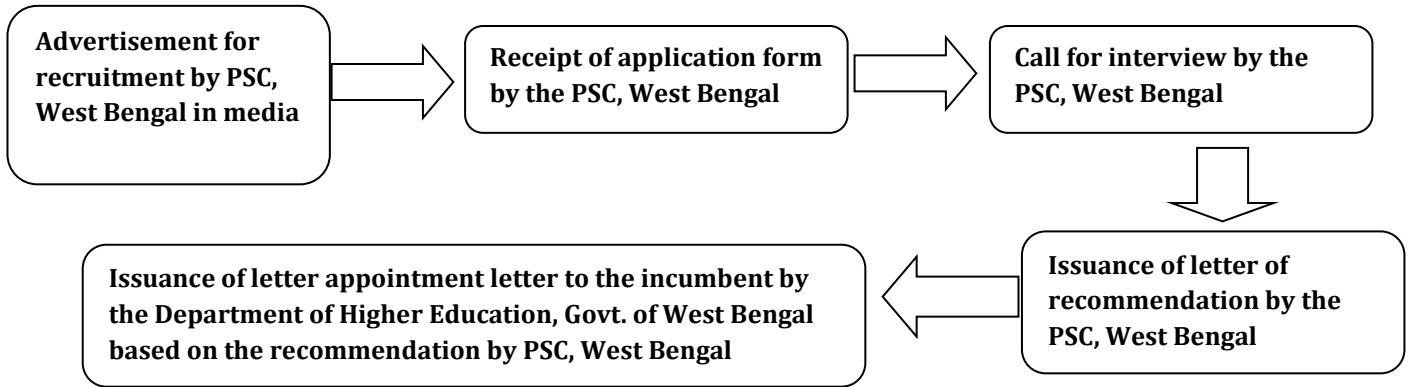 Advertisement for
recruitment by PSC,
West Bengal in media
Receipt of application form
by the PSC, West Bengal
Call for interview by the
PSC, West Bengal
Issuance of letter of
recommendation by the
PSC, West Bengal
Issuance of letter appointment letter to the incumbent by
the Department of Higher Education, Govt. of West Bengal
based on the recommendation by PSC, West Bengal